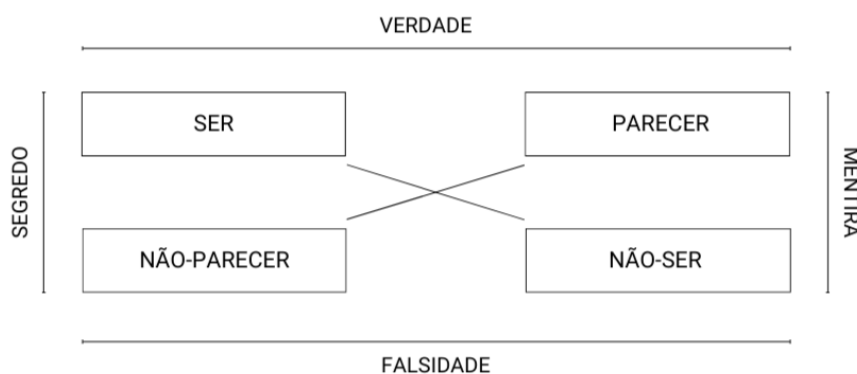 VERDADE
SER
PARECER
SEGREDO
MENTIRA
NÃO-PARECER
NÃO-SER
FALSIDADE